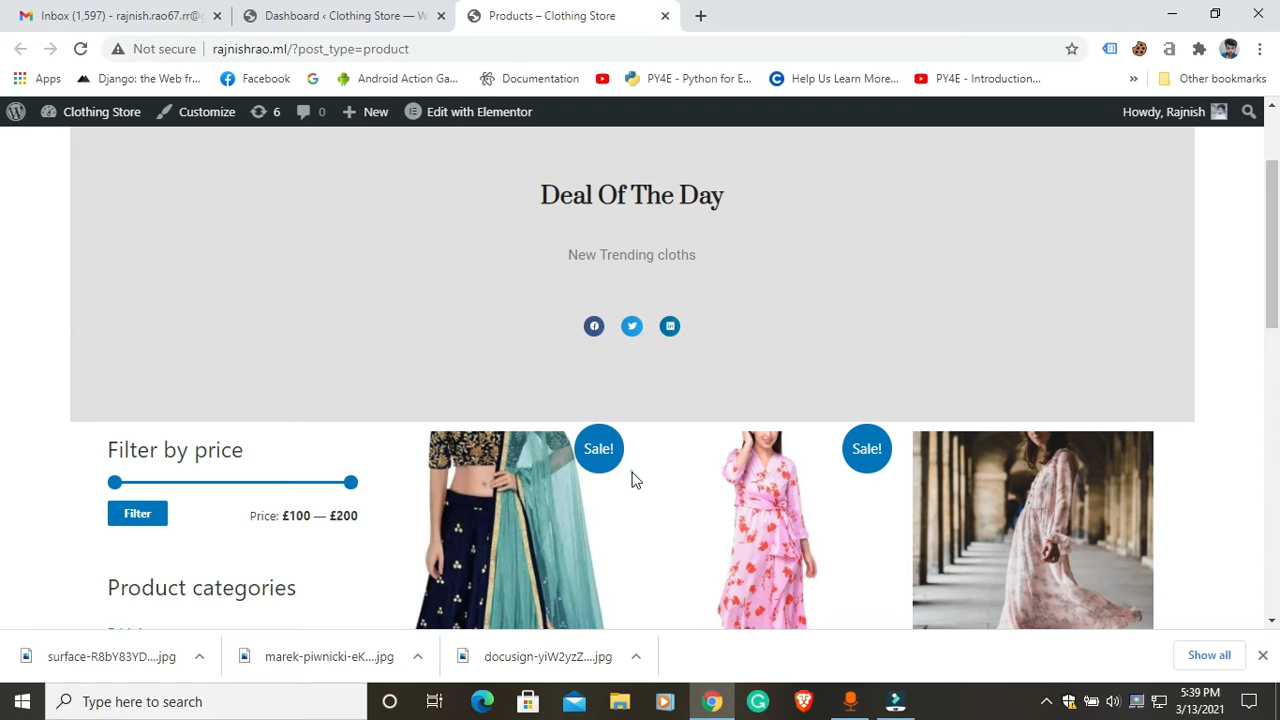 Inbox (1,597) - rajnish.rao67.rr@g
Dashboard ‹ Clothing Store — W
Products – Clothing Store
Not secure
rajnishrao.ml/?post_type=product
Apps
Django: the Web fr...
Facebook
Android Action Ga...
Documentation
PY4E - Python for E...
Help Us Learn More...
PY4E - Introduction...
»
Other bookmarks
Clothing Store
Customize
6
0
New
Edit with Elementor
Howdy, Rajnish
Deal Of The Day
New Trending cloths
Filter by price
Filter
Price: £100 — £200
Sale!
Sale!
Product categories
surface-R8bY83YD....jpg
marek-piwnicki-eK....jpg
docusign-yiW2yzZ....jpg
Show all
Type here to search
5:39 PM
3/13/2021